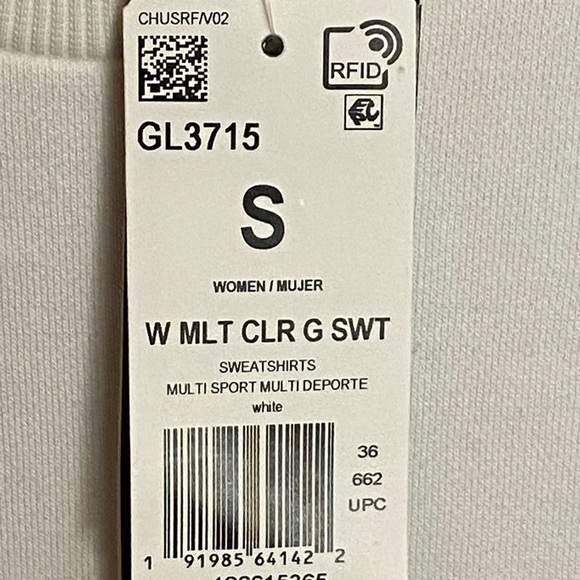 CHUSRF/V02
RFID
GL3715
S
WOMEN / MUJER
W MLT CLR G SWT
SWEATSHIRTS
MULTI SPORT MULTI DEPORTE
white
36
662
UPC
1 91985 64142 2